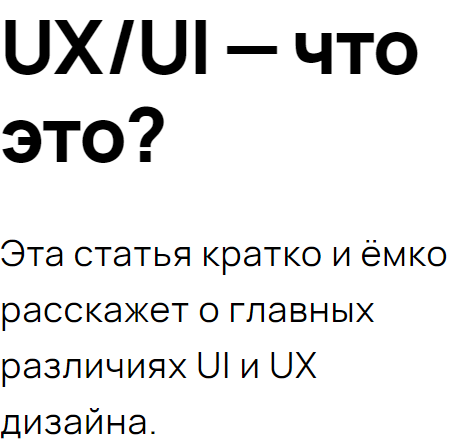 UX/UI — что
это?
Эта статья кратко и ёмко
расскажет о главных
различиях UI и UX
дизайна.